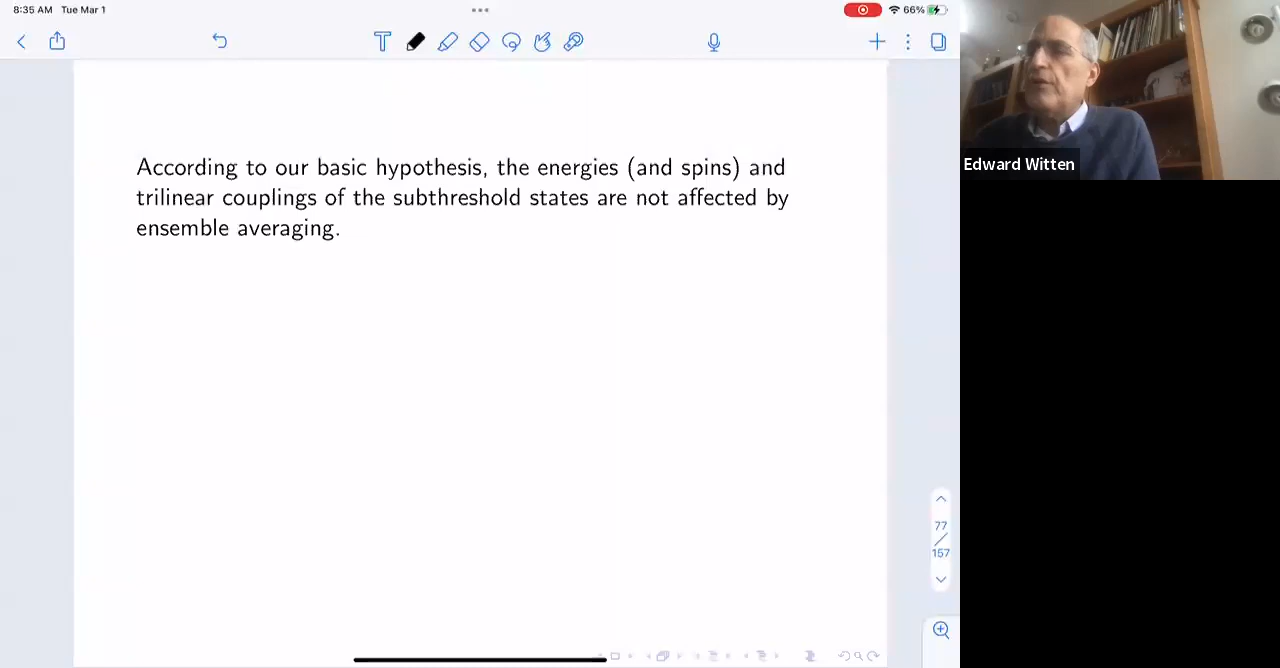 8:35 AM Tue Mar 1
66%
According to our basic hypothesis, the energies (and spins) and
trilinear couplings of the subthreshold states are not affected by
ensemble averaging.
Edward Witten
77
157